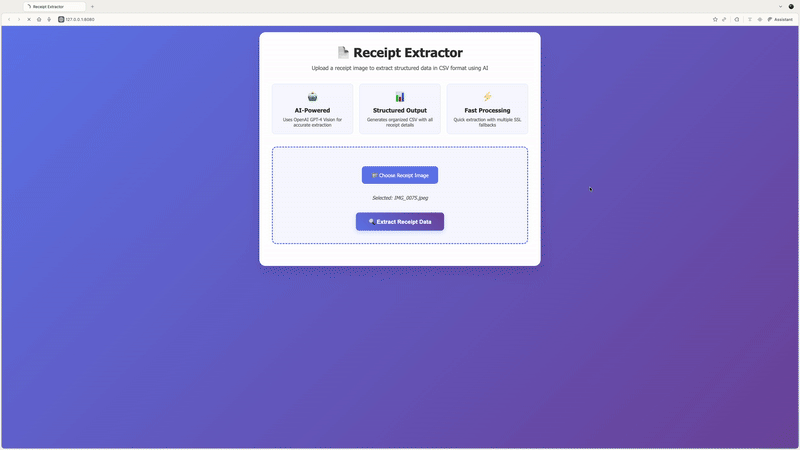 Receipt Extractor
127.0.0.1:8080
Assistant
Receipt Extractor
Upload a receipt image to extract structured data in CSV format using AI
AI-Powered
Uses OpenAI GPT-4 Vision for
accurate extraction
Structured Output
Generates organized CSV with all
receipt details
Fast Processing
Quick extraction with multiple SSL
fallbacks
Choose Receipt Image
Selected: IMG_0075.jpeg
Extract Receipt Data